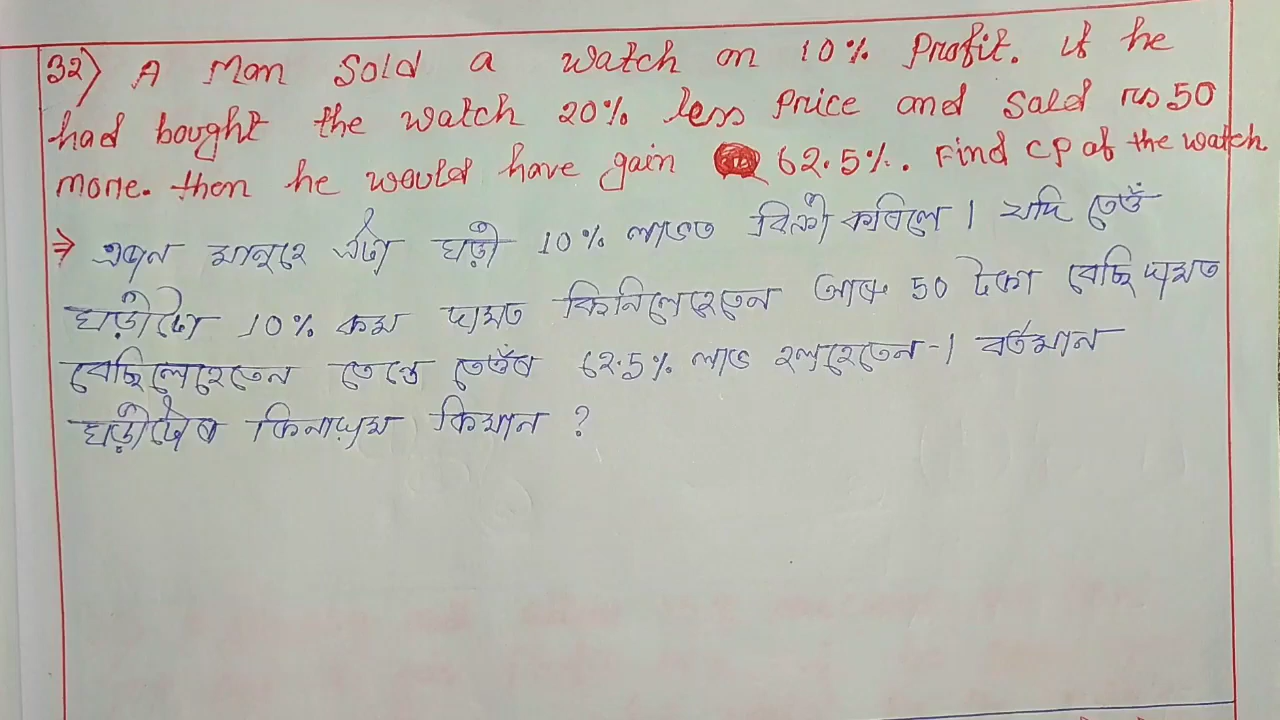 32) A Man Sold a watch on 10% Profit. if he
had bought the watch 20% less Price and Sold rs 50
more. then he would have gain 62.5%. Find CP of the watch
⇒ এজন মানুহে এটা ঘড়ী 10% লাভত বিক্ৰী কৰিলে । যদি তেওঁ
ঘড়ীটো 10% কম দামত কিনিলেহেতেন আৰু 50 টকা বেছি দামত
বেছিলেহেতেন তেন্তে তেওঁৰ 62.5% লাভ হলহেতেন । বৰ্তমান
ঘড়ীটোৰ কিনাদাম কিমান ?